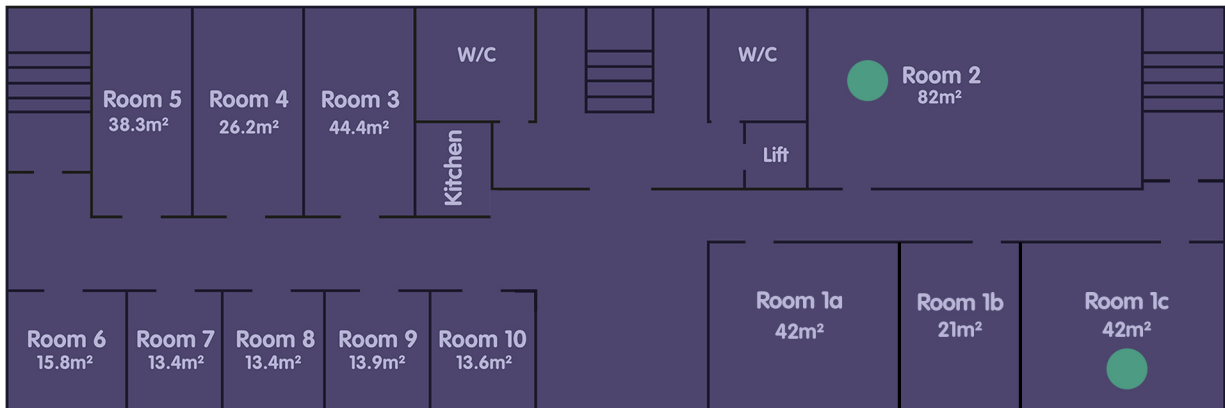 W/C
W/C
Room 2
82m²
Room 5
38.3m²
Room 4
26.2m²
Room 3
44.4m²
Kitchen
Lift
Room 1a
42m²
Room 1b
21m²
Room 1c
42m²
Room 6
15.8m²
Room 7
13.4m²
Room 8
13.4m²
Room 9
13.9m²
Room 10
13.6m²